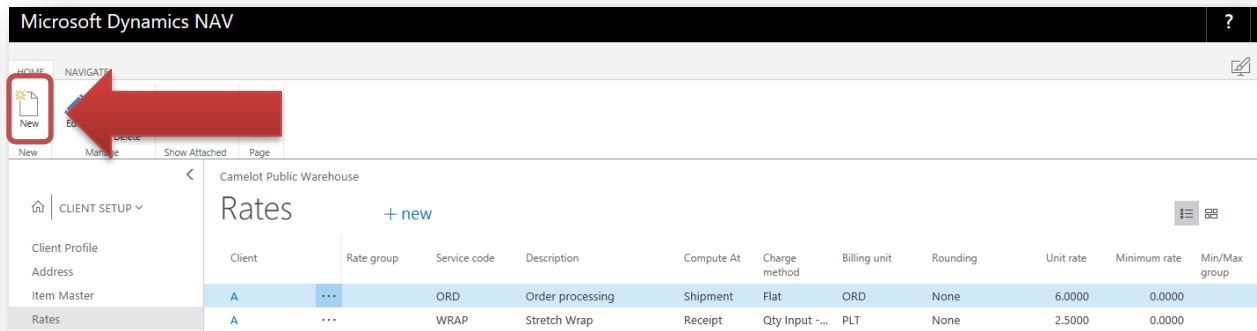 Microsoft Dynamics NAV ?
HOME NAVIGATE
New Delete
New Manage Show Attached Page
Camelot Public Warehouse
CLIENT SETUP
Rates + new
Client Profile
Address
Item Master
Rates
Client Rate group Service code Description Compute At Charge method Billing unit Rounding Unit rate Minimum rate Min/Max group
A ... ORD Order processing Shipment Flat ORD None 6.0000 0.0000
A ... WRAP Stretch Wrap Receipt Qty Input -... PLT None 2.5000 0.0000